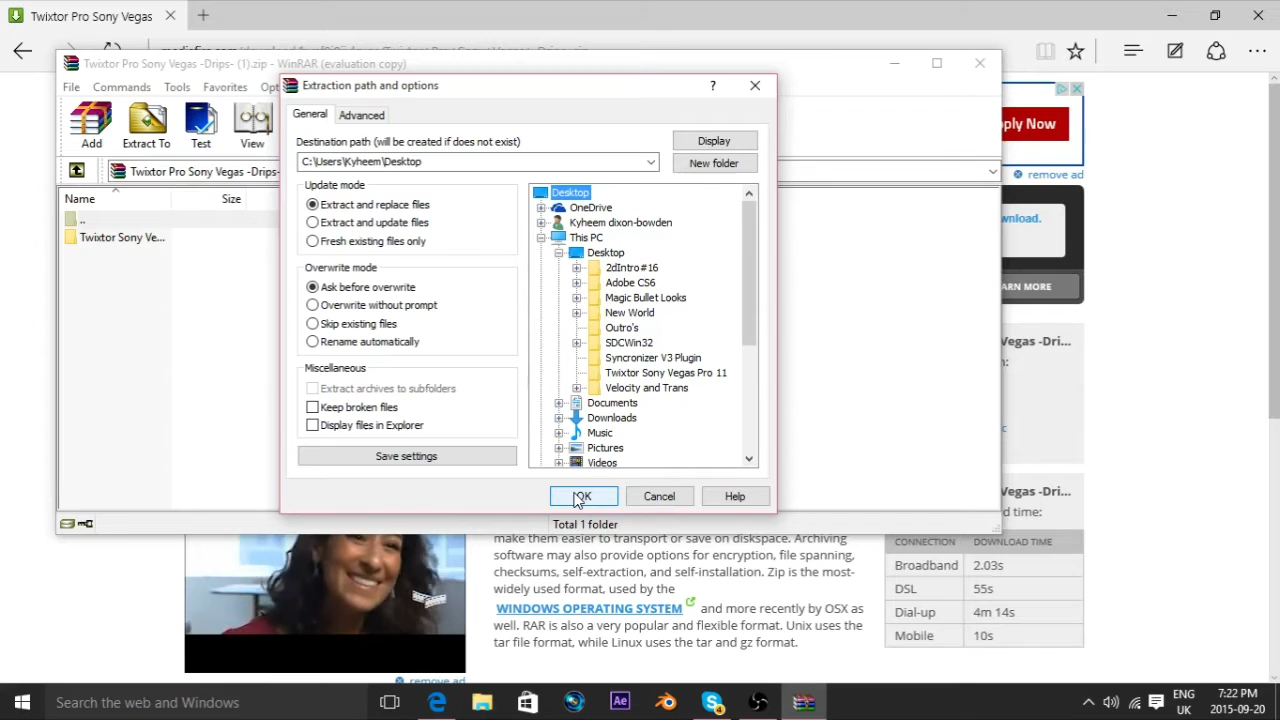 Twixtor Pro Sony Vegas
Twixtor Pro Sony Vegas -Drips- (1).zip - WinRAR (evaluation copy)
File Commands Tools Favorites
Add Extract To Test View
Twixtor Pro Sony Vegas -Drips-
Name Size
..
Twixtor Sony Ve...
Extraction path and options
?
General Advanced
Destination path (will be created if does not exist)
C:\Users\Kyheem\Desktop
Display
New folder
Update mode
Extract and replace files
Extract and update files
Fresh existing files only
Overwrite mode
Ask before overwrite
Overwrite without prompt
Skip existing files
Rename automatically
Miscellaneous
Extract archives to subfolders
Keep broken files
Display files in Explorer
Save settings
Desktop
OneDrive
Kyheem dixon-bowden
This PC
Desktop
2dIntro#16
Adobe CS6
Magic Bullet Looks
New World
Outro's
SDCWin32
Syncronizer V3 Plugin
Twixtor Sony Vegas Pro 11
Velocity and Trans
Documents
Downloads
Music
Pictures
Videos
OK Cancel Help
Total 1 folder
Apply Now
remove ad
download.
LEARN MORE
Vegas -Dri...
make them easier to transport or save on diskspace. Archiving
software may also provide options for encryption, file spanning,
checksums, self-extraction, and self-installation. Zip is the most-
widely used format, used by the
WINDOWS OPERATING SYSTEM and more recently by OSX as
well. RAR is also a very popular and flexible format. Unix uses the
tar file format, while Linux uses the tar and gz format.
Vegas -Dri...
d time:
CONNECTION DOWNLOAD TIME
Broadband 2.03s
DSL 55s
Dial-up 4m 14s
Mobile 10s
remove ad
Search the web and Windows
Ae
4
ENG
UK
7:22 PM
2015-09-20